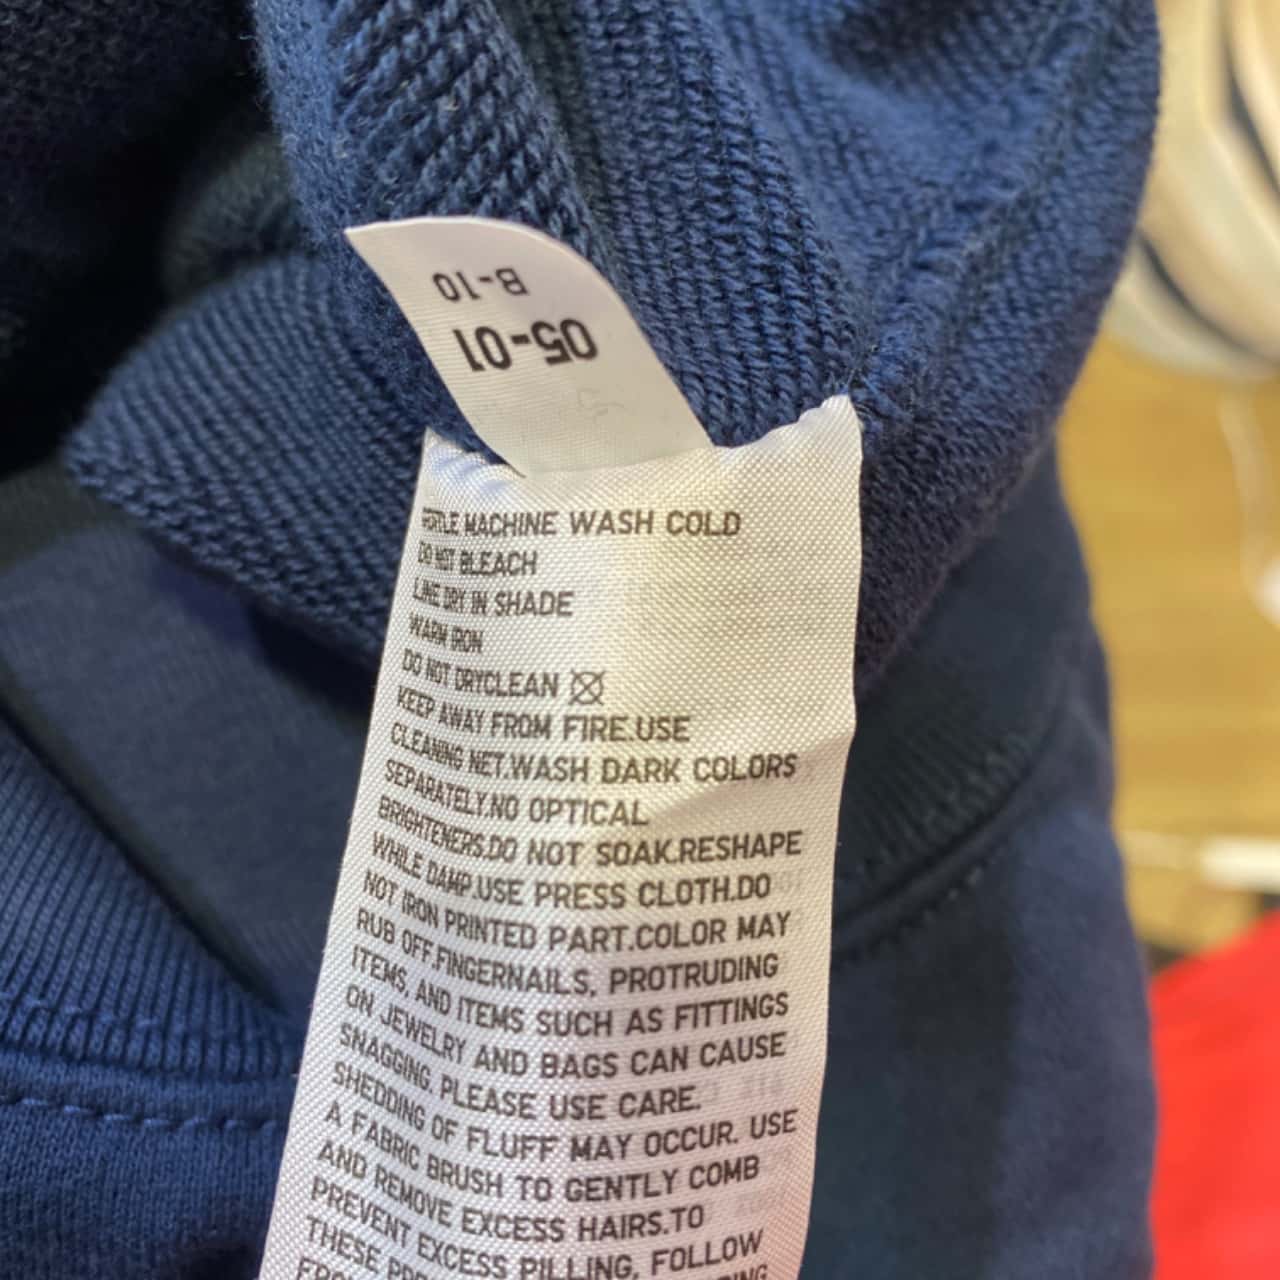 B-10
05-01
GENTLE MACHINE WASH COLD
DO NOT BLEACH
LINE DRY IN SHADE
WARM IRON
DO NOT DRYCLEAN
KEEP AWAY FROM FIRE.USE
CLEANING NET.WASH DARK COLORS
SEPARATELY.NO OPTICAL
BRIGHTENERS.DO NOT SOAK.RESHAPE
WHILE DAMP.USE PRESS CLOTH.DO
NOT IRON PRINTED PART.COLOR MAY
RUB OFF.FINGERNAILS, PROTRUDING
ITEMS, AND ITEMS SUCH AS FITTINGS
ON JEWELRY AND BAGS CAN CAUSE
SNAGGING. PLEASE USE CARE.
SHEDDING OF FLUFF MAY OCCUR. USE
A FABRIC BRUSH TO GENTLY COMB
AND REMOVE EXCESS HAIRS.TO
PREVENT EXCESS PILLING, FOLLOW
THESE